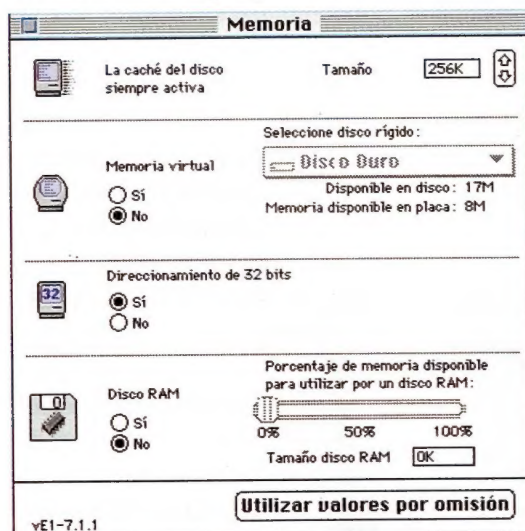 Memoria
La caché del disco
siempre activa
Tamaño
256K
Seleccione disco rígido:
Memoria virtual
Disco Duro
Sí
No
Disponible en disco: 17M
Memoria disponible en placa: 8M
Direccionamiento de 32 bits
32
Sí
No
Porcentaje de memoria disponible
para utilizar por un disco RAM:
Disco RAM
Sí
No
0% 50% 100%
Tamaño disco RAM 0K
Utilizar valores por omisión
vE1-7.1.1